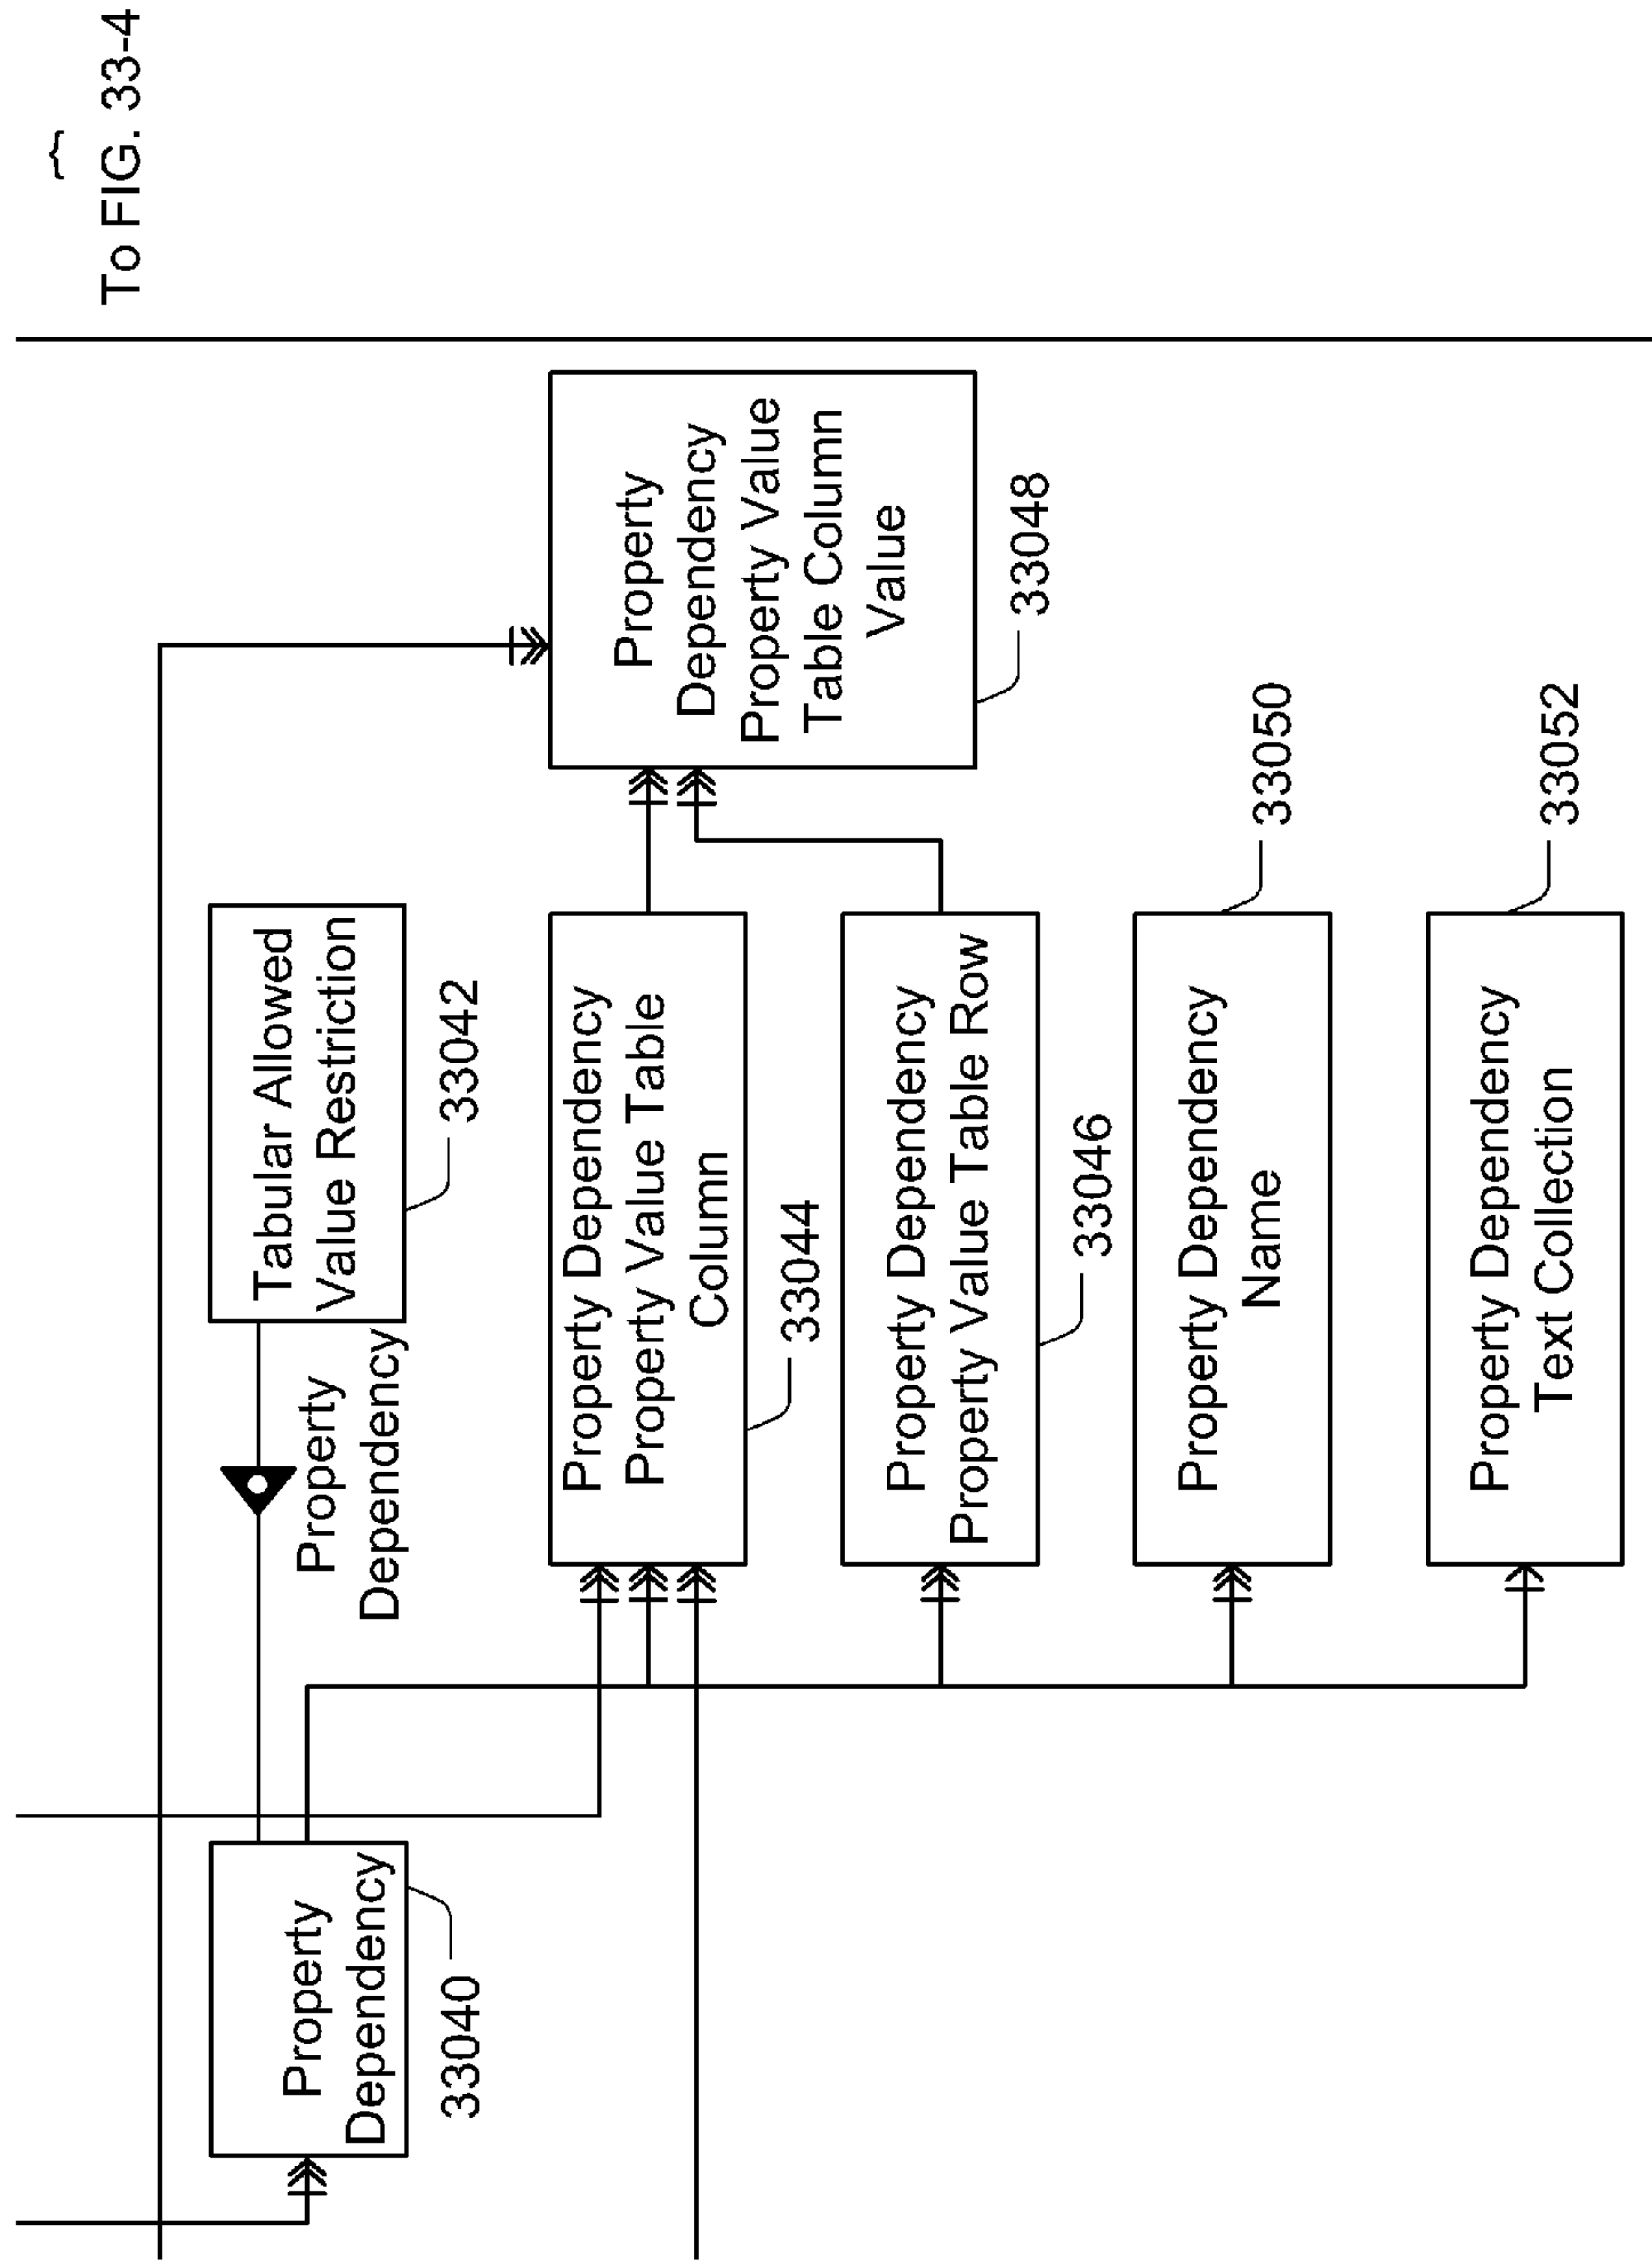 To FIG. 33-4
Property
Dependency
33040
Property
Dependency
Tabular Allowed
Value Restriction
33042
Property Dependency
Property Value Table
Column
33044
Property
Dependency
Property Value
Table Column
Value
33048
Property Dependency
Property Value Table Row
33046
Property Dependency
Name
33050
Property Dependency
Text Collection
33052